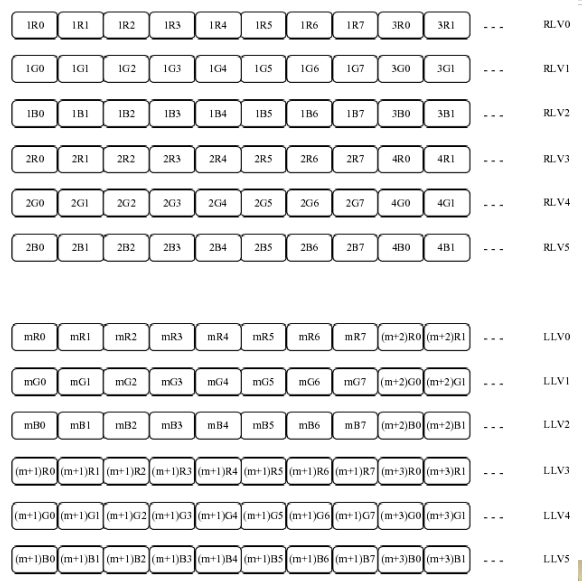 1R0 1R1 1R2 1R3 1R4 1R5 1R6 1R7 3R0 3R1 - - - RLV0
1G0 1G1 1G2 1G3 1G4 1G5 1G6 1G7 3G0 3G1 - - - RLV1
1B0 1B1 1B2 1B3 1B4 1B5 1B6 1B7 3B0 3B1 - - - RLV2
2R0 2R1 2R2 2R3 2R4 2R5 2R6 2R7 4R0 4R1 - - - RLV3
2G0 2G1 2G2 2G3 2G4 2G5 2G6 2G7 4G0 4G1 - - - RLV4
2B0 2B1 2B2 2B3 2B4 2B5 2B6 2B7 4B0 4B1 - - - RLV5
mR0 mR1 mR2 mR3 mR4 mR5 mR6 mR7 (m+2)R0 (m+2)R1 - - - LLV0
mG0 mG1 mG2 mG3 mG4 mG5 mG6 mG7 (m+2)G0 (m+2)G1 - - - LLV1
mB0 mB1 mB2 mB3 mB4 mB5 mB6 mB7 (m+2)B0 (m+2)B1 - - - LLV2
(m+1)R0 (m+1)R1 (m+1)R2 (m+1)R3 (m+1)R4 (m+1)R5 (m+1)R6 (m+1)R7 (m+3)R0 (m+3)R1 - - - LLV3
(m+1)G0 (m+1)G1 (m+1)G2 (m+1)G3 (m+1)G4 (m+1)G5 (m+1)G6 (m+1)G7 (m+3)G0 (m+3)G1 - - - LLV4
(m+1)B0 (m+1)B1 (m+1)B2 (m+1)B3 (m+1)B4 (m+1)B5 (m+1)B6 (m+1)B7 (m+3)B0 (m+3)B1 - - - LLV5